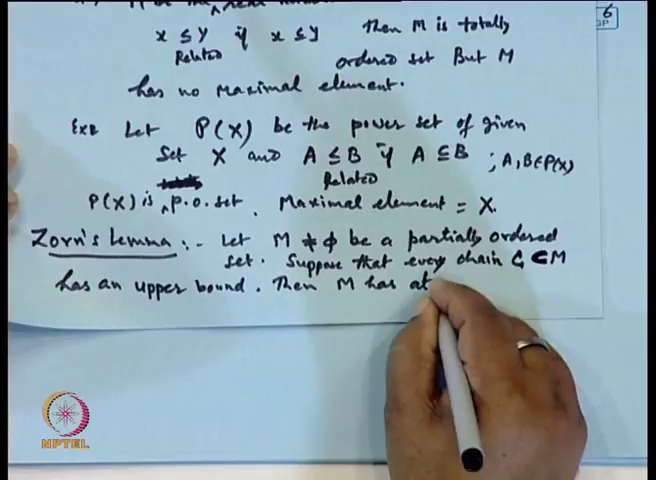 x ≤ y if x ≤ y Then M is totally
Related ordered set But M
has no maximal element.
Ex2 Let P(X) be the power set of given
Set X and A ≤ B if A ⊆ B ; A, B ∈ P(X)
Related
P(X) is p.o. set. Maximal element = X.
Zorn's Lemma :- Let M ≠ φ be a partially ordered
set. Suppose that every chain C ⊂ M
has an upper bound. Then M has at
NPTEL
6